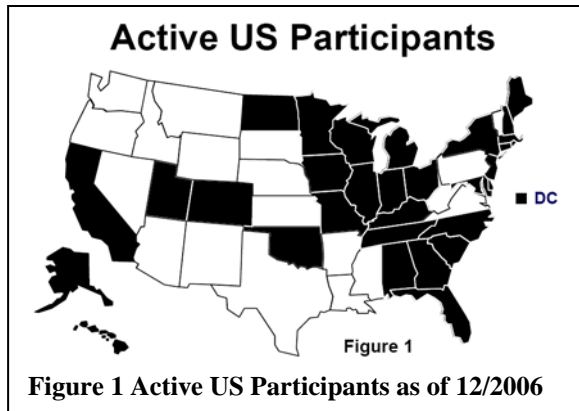 Active US Participants
DC
Figure 1
Figure 1 Active US Participants as of 12/2006